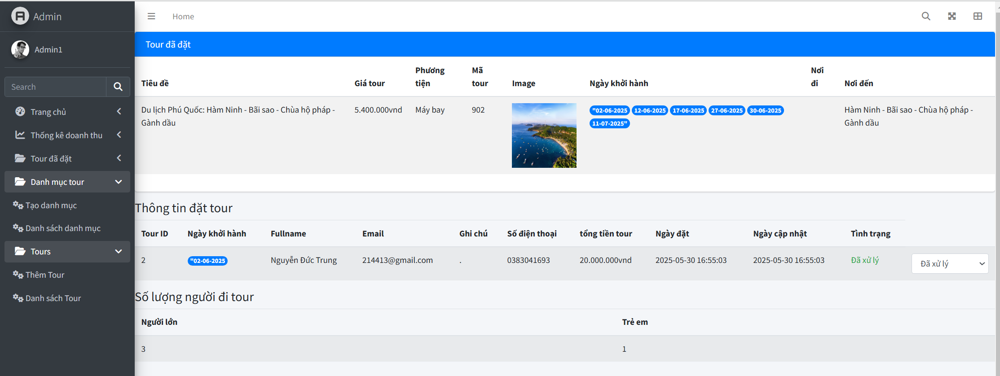 Admin
Home
Admin1
Search
Trang chủ
Thống kê doanh thu
Tour đã đặt
Danh mục tour
Tạo danh mục
Danh sách danh mục
Tours
Thêm Tour
Danh sách Tour
Tour đã đặt
Tiêu đề Giá tour Phương tiện Mã tour Image Ngày khởi hành Nơi đi Nơi đến
Du lịch Phú Quốc: Hàm Ninh - Bãi sao - Chùa hộ pháp - 5.400.000vnd Máy bay 902 "02-06-2025 12-06-2025 17-06-2025 27-06-2025 30-06-2025 Hàm Ninh - Bãi sao - Chùa hộ pháp -
Gành dầu 11-07-2025" Gành dầu
Thông tin đặt tour
Tour ID Ngày khởi hành Fullname Email Ghi chú Số điện thoại tổng tiền tour Ngày đặt Ngày cập nhật Tình trạng
2 "02-06-2025 Nguyễn Đức Trung 214413@gmail.com . 0383041693 20.000.000vnd 2025-05-30 16:55:03 2025-05-30 16:55:03 Đã xử lý Đã xử lý
Số lượng người đi tour
Người lớn Trẻ em
3 1